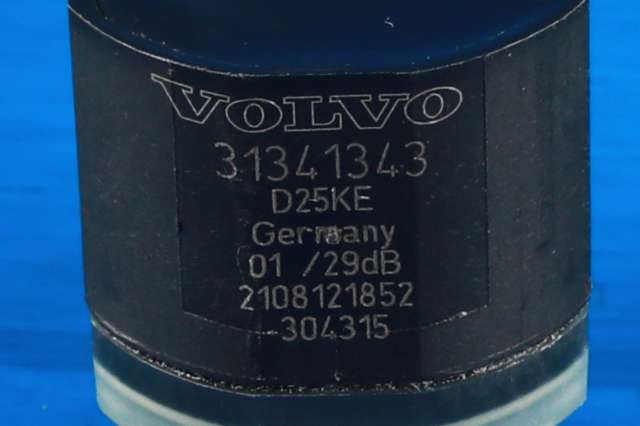 VOLVO
31341343
D25KE
Germany
01 /29dB
2108121852
304315